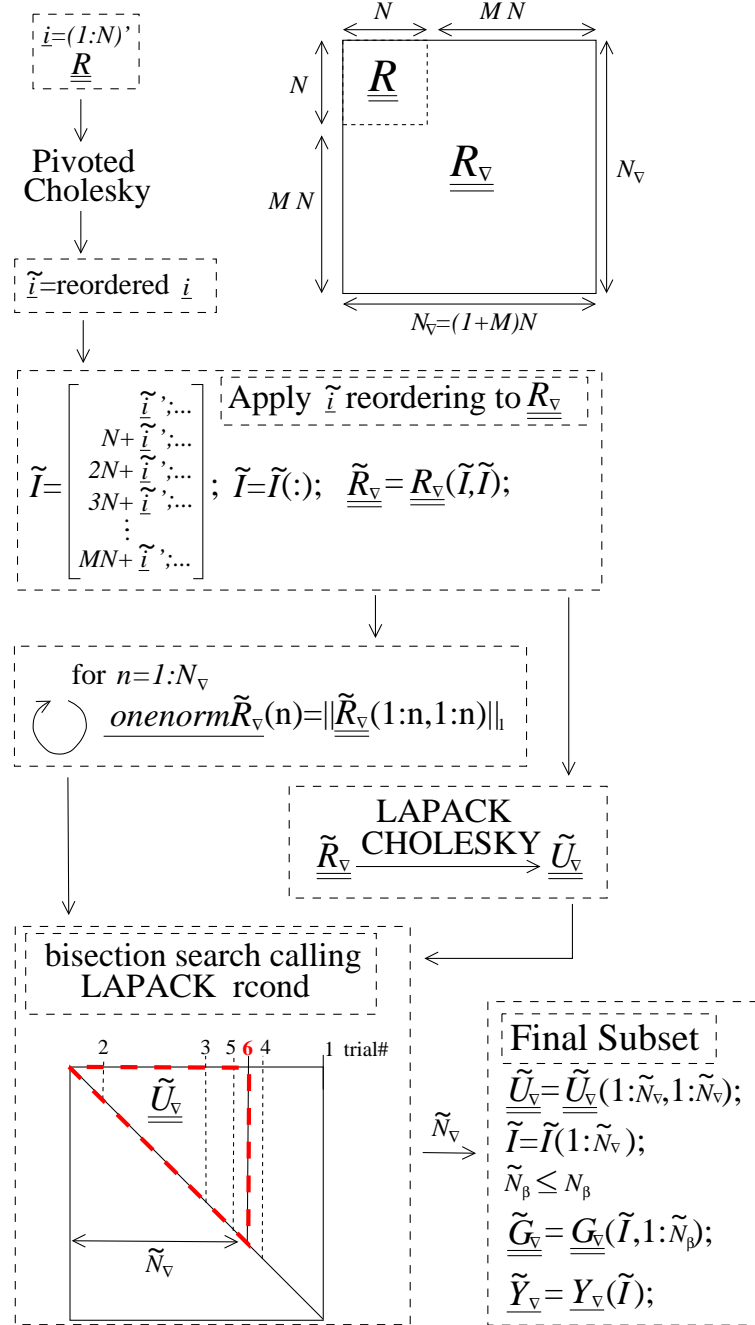 i=(1:N)'
R
Pivoted
Cholesky
ĩ=reordered i
N
M N
N
R
M N
R∇
N∇
N∇=(1+M)N
Apply ĩ reordering to R∇
Ĩ=
ĩ ';...
N+ ĩ ';...
2N+ ĩ ';...
3N+ ĩ ';...
⋮
MN+ ĩ ';...
; Ĩ=Ĩ(:); R̃∇=R∇(Ĩ,Ĩ);
for n=1:N∇
onenormR̃∇(n)=||R̃∇(1:n,1:n)||₁
LAPACK
CHOLESKY
R̃∇
Ũ∇
bisection search calling
LAPACK rcond
2 3 5 6 4 1 trial#
Ũ∇
Ñ∇
Ñ∇
Final Subset
Ũ∇=Ũ∇(1:Ñ∇,1:Ñ∇);
Ĩ=Ĩ(1:Ñ∇);
Ñβ ≤ Nβ
G̃∇=G∇(Ĩ,1:Ñβ);
Ỹ∇=Y∇(Ĩ);